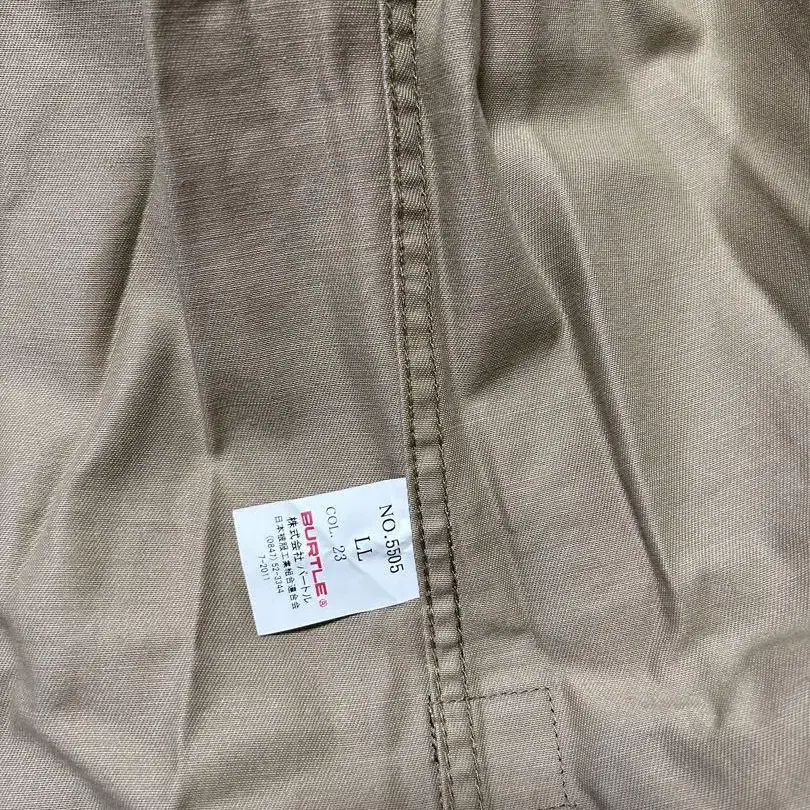 NO.5505
LL
COL. 23
BURTLE®
株式会社 バートル
日本被服工業組合連合会
(0847) 52-3344
7-2011